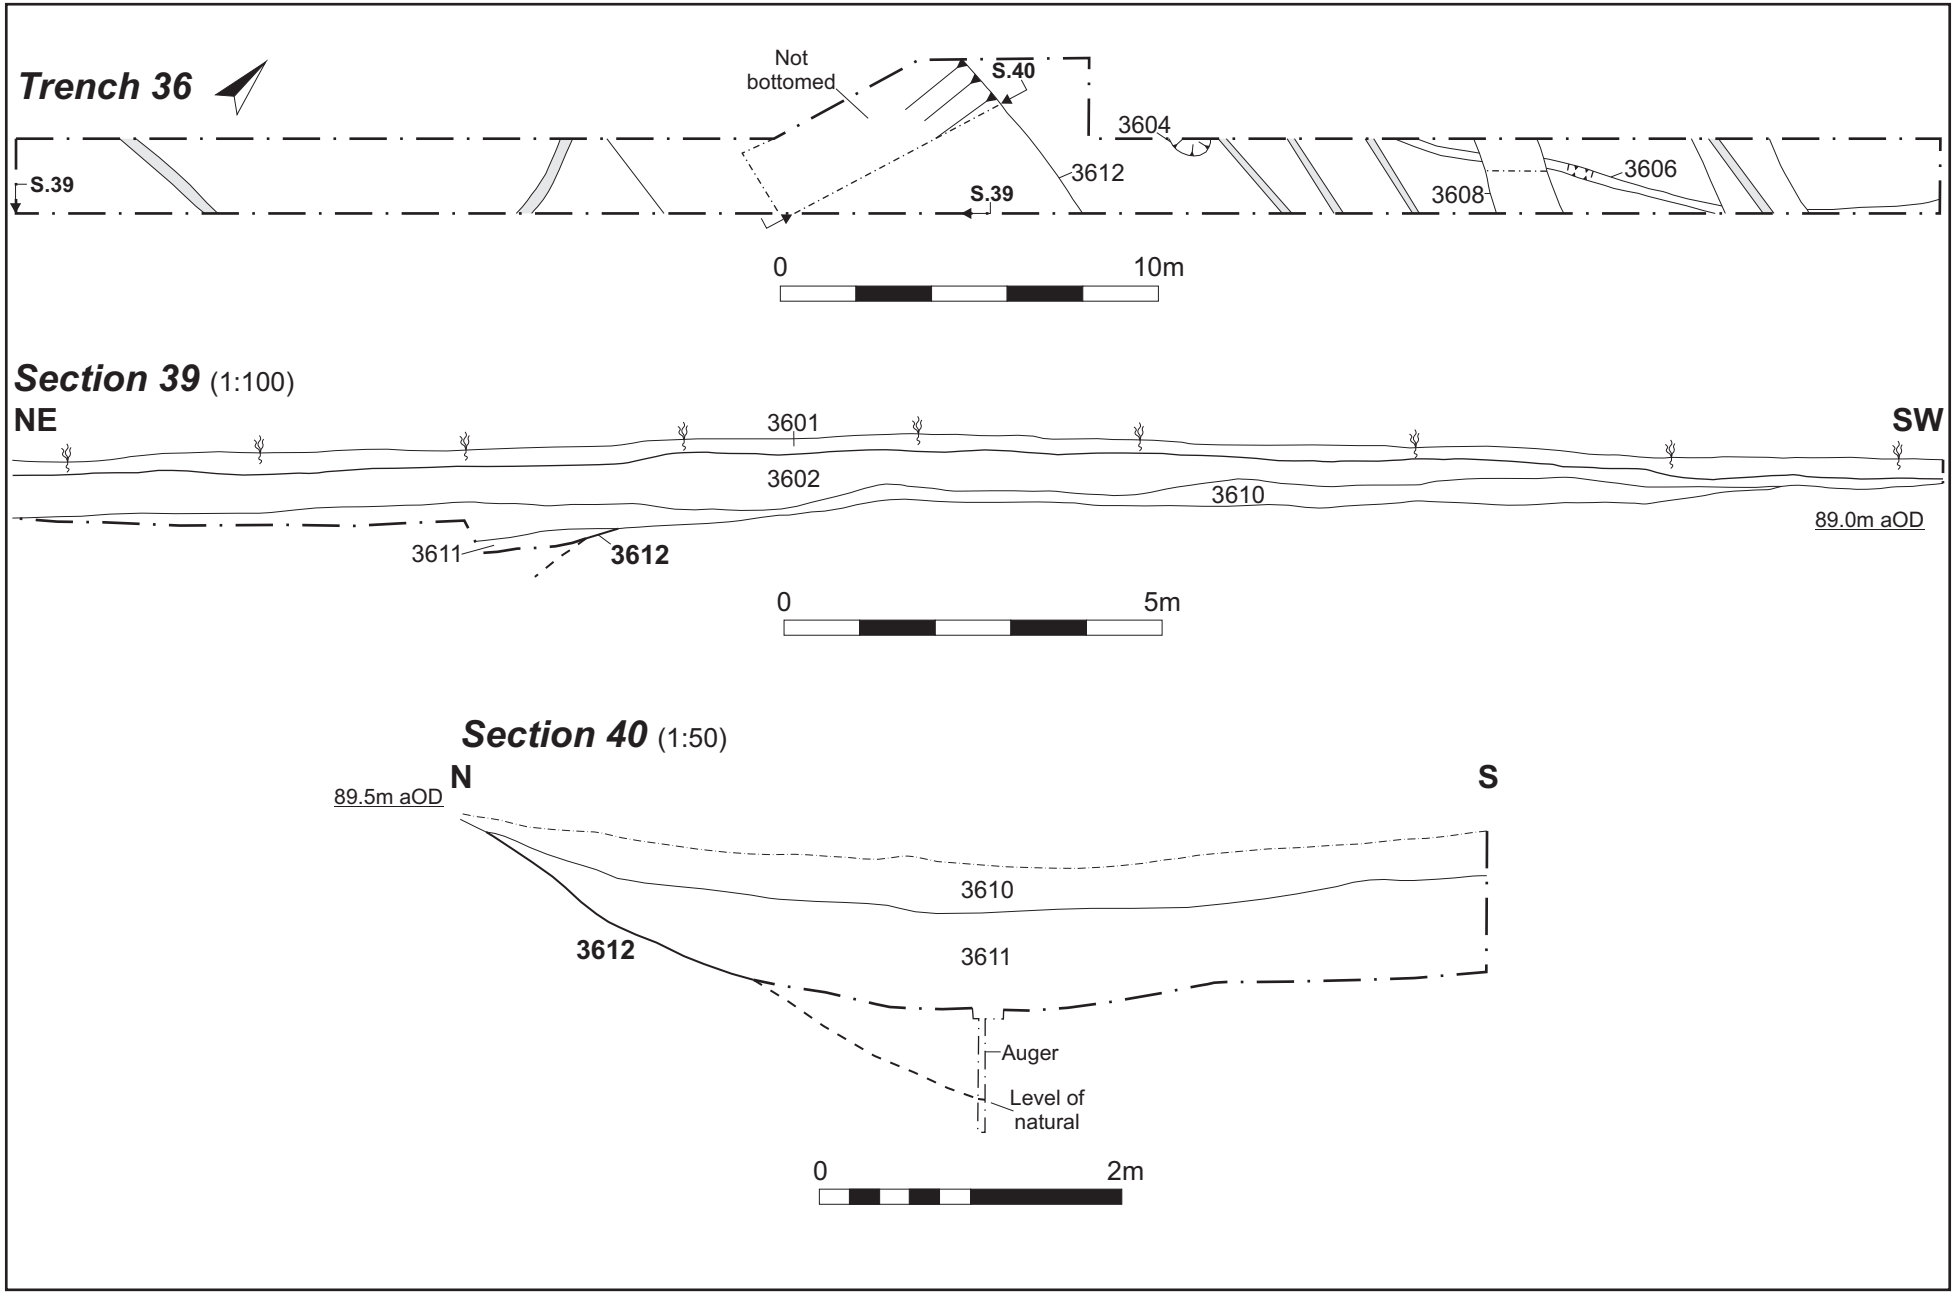 Trench 36
Not
bottomed
S.40
3604
S.39
3612
S.39
3608
3606
0 10m
Section 39 (1:100)
NE
SW
3601
3602
3610
89.0m aOD
3611
3612
0 5m
Section 40 (1:50)
N
S
89.5m aOD
3610
3612
3611
Auger
Level of
natural
0 2m